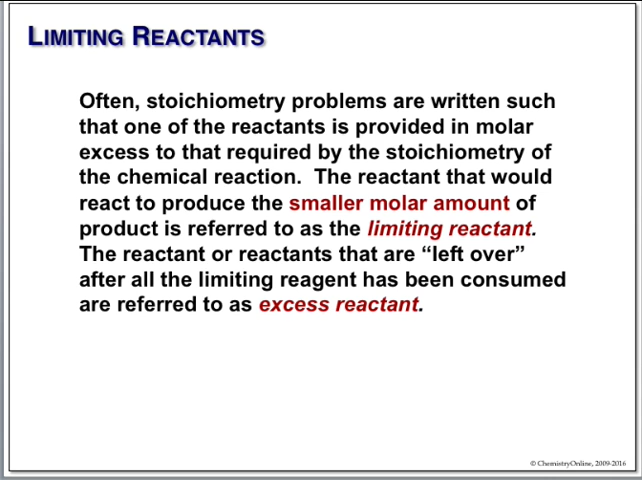 LIMITING REACTANTS
Often, stoichiometry problems are written such
that one of the reactants is provided in molar
excess to that required by the stoichiometry of
the chemical reaction.  The reactant that would
react to produce the smaller molar amount of
product is referred to as the limiting reactant.
The reactant or reactants that are “left over”
after all the limiting reagent has been consumed
are referred to as excess reactant.
© ChemistryOnline, 2009-2016